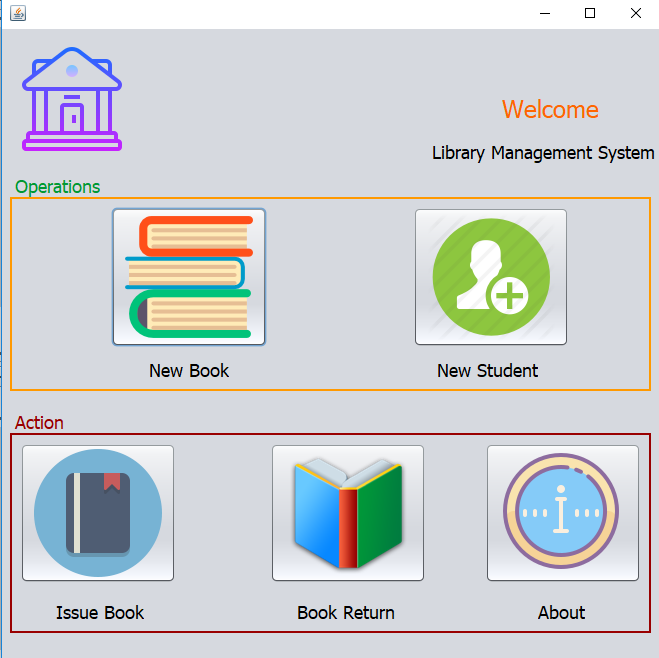 Welcome
Library Management System
Operations
New Book
New Student
Action
Issue Book
Book Return
About